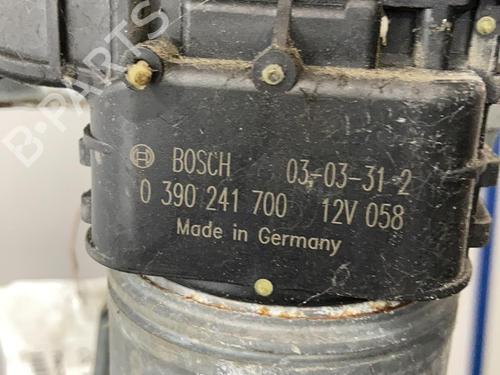 B-PARTS
BOSCH 03-03-31 2
0 390 241 700 12V 058
Made in Germany